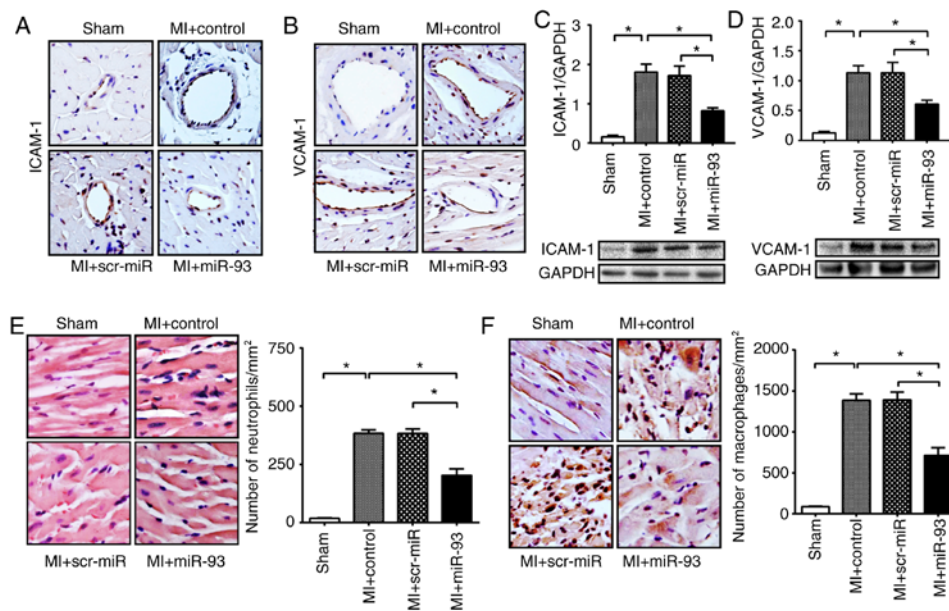 A
Sham
MI+control
ICAM-1
MI+scr-miR
MI+miR-93
B
Sham
MI+control
VCAM-1
MI+scr-miR
MI+miR-93
C
ICAM-1/GAPDH
3
2
1
0
*
*
*
Sham
MI+control
MI+scr-miR
MI+miR-93
ICAM-1
GAPDH
D
VCAM-1/GAPDH
2.0
1.5
1.0
0.5
0.0
*
*
*
Sham
MI+control
MI+scr-miR
MI+miR-93
VCAM-1
GAPDH
E
Sham
MI+control
MI+scr-miR
MI+miR-93
Number of neutrophils/mm²
750
500
250
0
*
*
*
Sham
MI+control
MI+scr-miR
MI+miR-93
F
Sham
MI+control
MI+scr-miR
MI+miR-93
Number of macrophages/mm²
2000
1500
1000
500
0
*
*
*
Sham
MI+control
MI+scr-miR
MI+miR-93